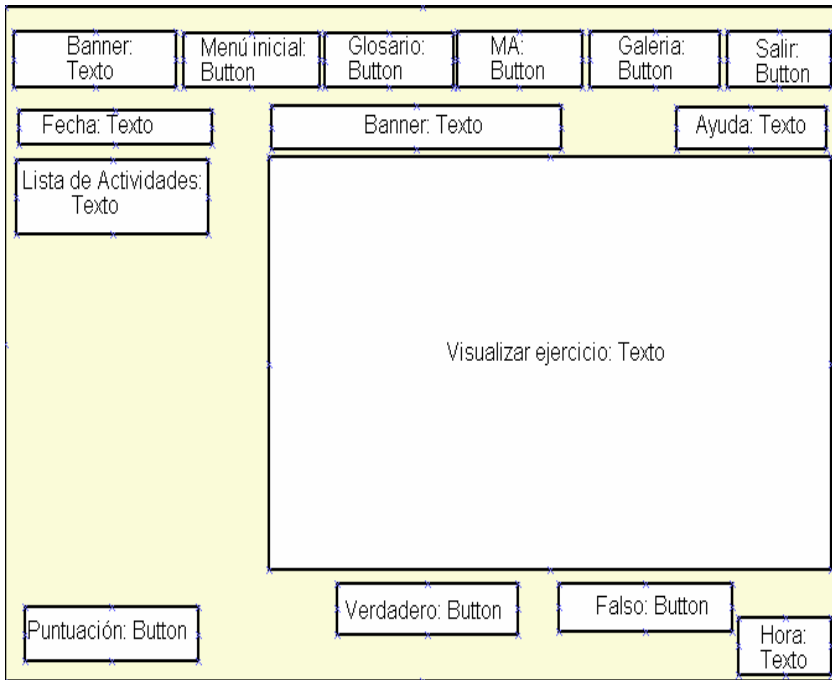 Banner:
Texto
Menú inicial:
Button
Glosario:
Button
MA:
Button
Galeria:
Button
Salir:
Button
Fecha: Texto
Banner: Texto
Ayuda: Texto
Lista de Actividades:
Texto
Visualizar ejercicio: Texto
Verdadero: Button
Falso: Button
Puntuación: Button
Hora:
Texto